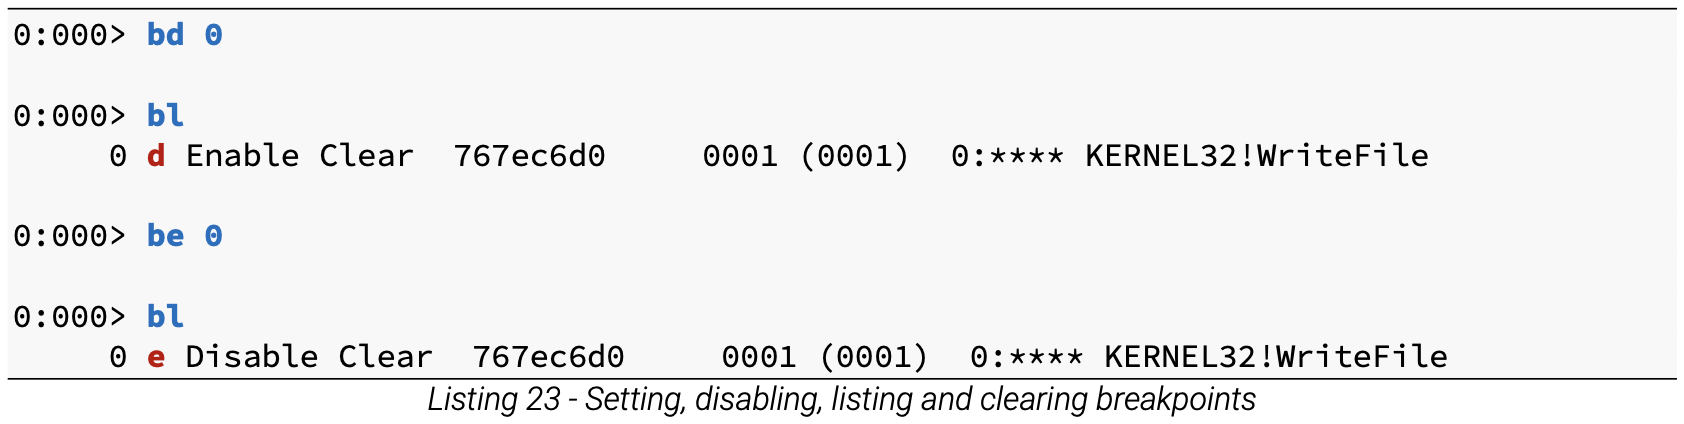 0:000> bd 0
0:000> bl
0 d Enable Clear  767ec6d0     0001 (0001)  0:**** KERNEL32!WriteFile
0:000> be 0
0:000> bl
0 e Disable Clear  767ec6d0     0001 (0001)  0:**** KERNEL32!WriteFile
Listing 23 - Setting, disabling, listing and clearing breakpoints